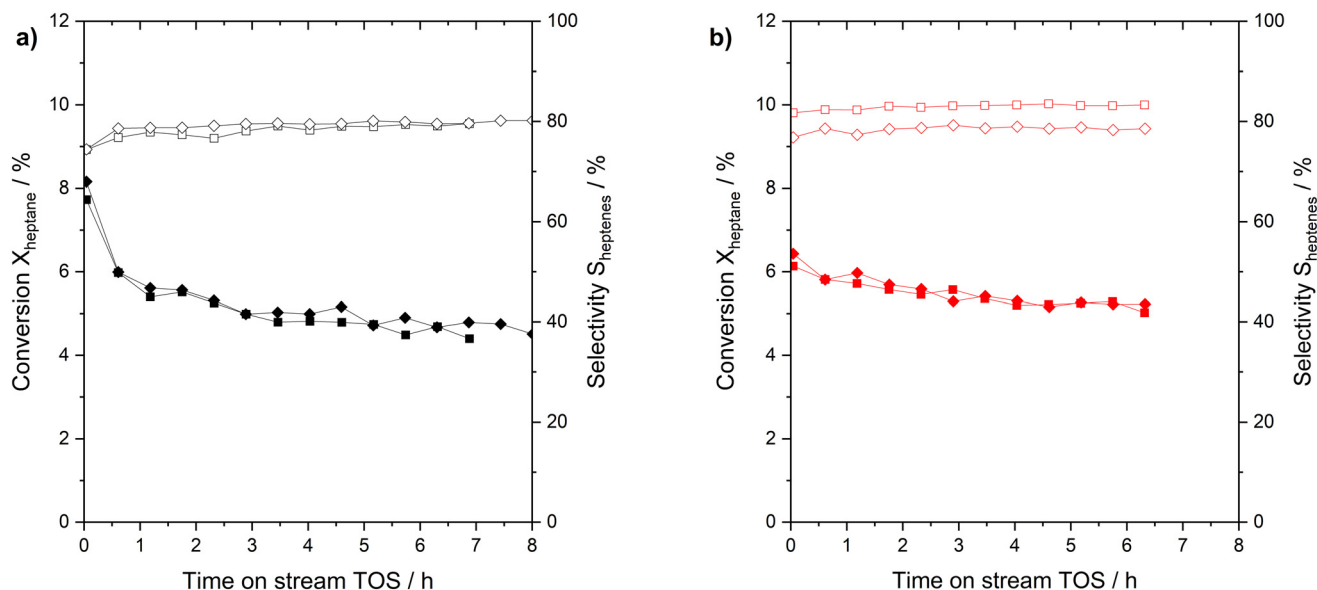 a)
Conversion X_heptane / %
12
10
8
6
4
2
0
0 1 2 3 4 5 6 7 8
Time on stream TOS / h
100
80
60
40
20
0
Selectivity S_heptenes / %
b)
Conversion X_heptane / %
12
10
8
6
4
2
0
0 1 2 3 4 5 6 7 8
Time on stream TOS / h
100
80
60
40
20
0
Selectivity S_heptenes / %